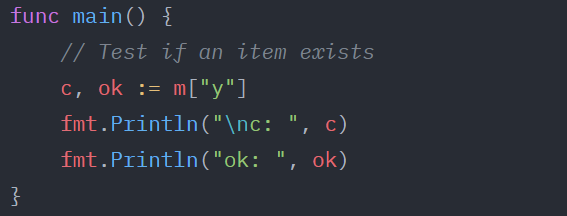 func main() {
    // Test if an item exists
    c, ok := m["y"]
    fmt.Println("\nc: ", c)
    fmt.Println("ok: ", ok)
}